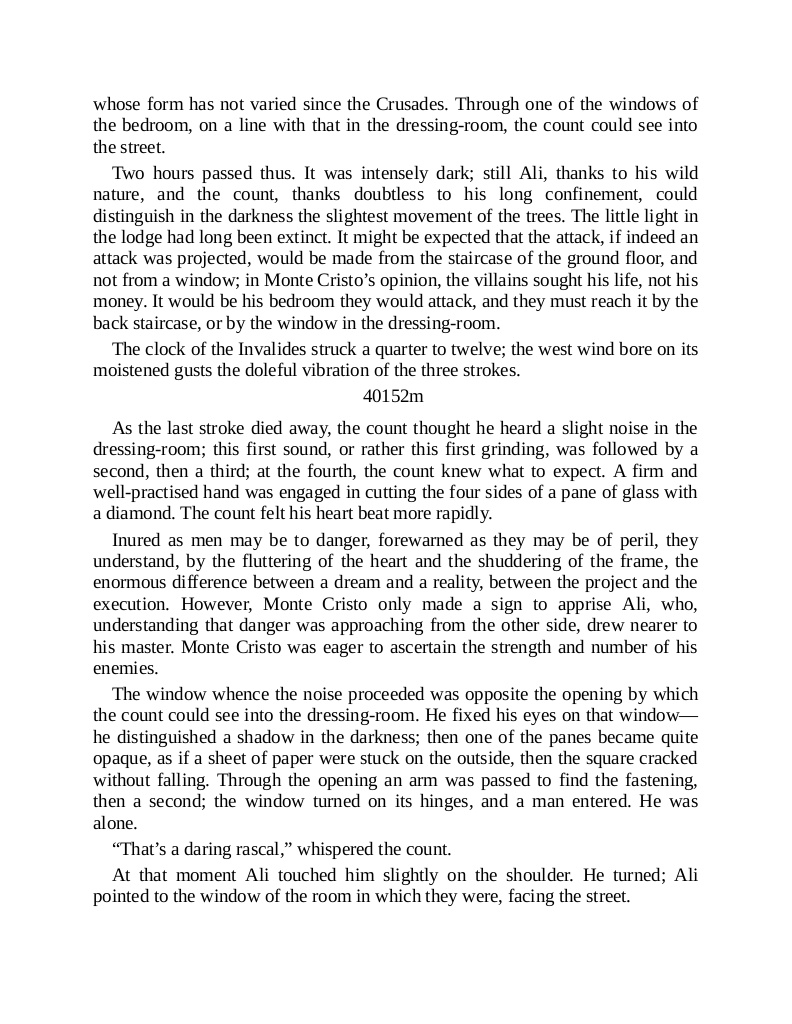 whose form has not varied since the Crusades. Through one of the windows of
the bedroom, on a line with that in the dressing-room, the count could see into
the street.
Two hours passed thus. It was intensely dark; still Ali, thanks to his wild
nature, and the count, thanks doubtless to his long confinement, could
distinguish in the darkness the slightest movement of the trees. The little light in
the lodge had long been extinct. It might be expected that the attack, if indeed an
attack was projected, would be made from the staircase of the ground floor, and
not from a window; in Monte Cristo’s opinion, the villains sought his life, not his
money. It would be his bedroom they would attack, and they must reach it by the
back staircase, or by the window in the dressing-room.
The clock of the Invalides struck a quarter to twelve; the west wind bore on its
moistened gusts the doleful vibration of the three strokes.
40152m
As the last stroke died away, the count thought he heard a slight noise in the
dressing-room; this first sound, or rather this first grinding, was followed by a
second, then a third; at the fourth, the count knew what to expect. A firm and
well-practised hand was engaged in cutting the four sides of a pane of glass with
a diamond. The count felt his heart beat more rapidly.
Inured as men may be to danger, forewarned as they may be of peril, they
understand, by the fluttering of the heart and the shuddering of the frame, the
enormous difference between a dream and a reality, between the project and the
execution. However, Monte Cristo only made a sign to apprise Ali, who,
understanding that danger was approaching from the other side, drew nearer to
his master. Monte Cristo was eager to ascertain the strength and number of his
enemies.
The window whence the noise proceeded was opposite the opening by which
the count could see into the dressing-room. He fixed his eyes on that window—
he distinguished a shadow in the darkness; then one of the panes became quite
opaque, as if a sheet of paper were stuck on the outside, then the square cracked
without falling. Through the opening an arm was passed to find the fastening,
then a second; the window turned on its hinges, and a man entered. He was
alone.
“That’s a daring rascal,” whispered the count.
At that moment Ali touched him slightly on the shoulder. He turned; Ali
pointed to the window of the room in which they were, facing the street.